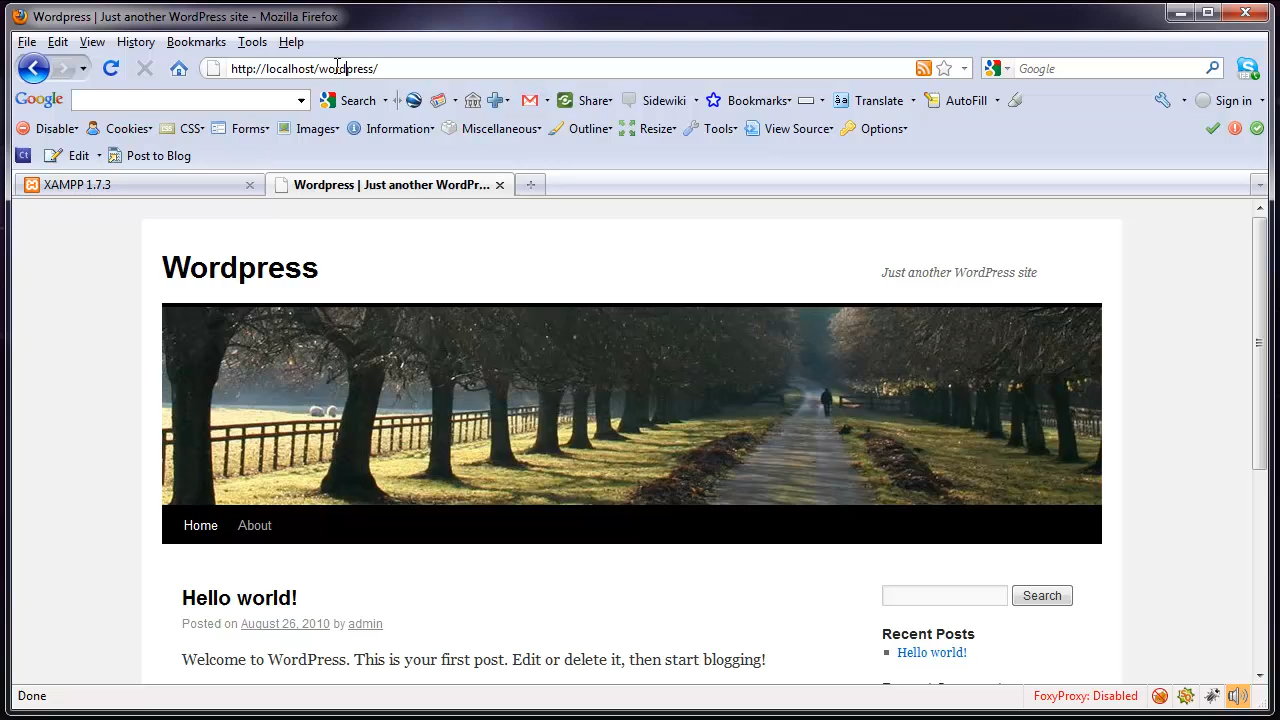 Wordpress | Just another WordPress site - Mozilla Firefox
File Edit View History Bookmarks Tools Help
http://localhost/wordpress/ Google
Google Search Share Sidewiki Bookmarks Translate AutoFill Sign in
Disable Cookies CSS Forms Images Information Miscellaneous Outline Resize Tools View Source Options
Ct Edit Post to Blog
XAMPP 1.7.3 Wordpress | Just another WordPr...
Wordpress
Just another WordPress site
Home About
Hello world!
Posted on August 26, 2010 by admin
Welcome to WordPress. This is your first post. Edit or delete it, then start blogging!
Search
Recent Posts
Hello world!
Done FoxyProxy: Disabled